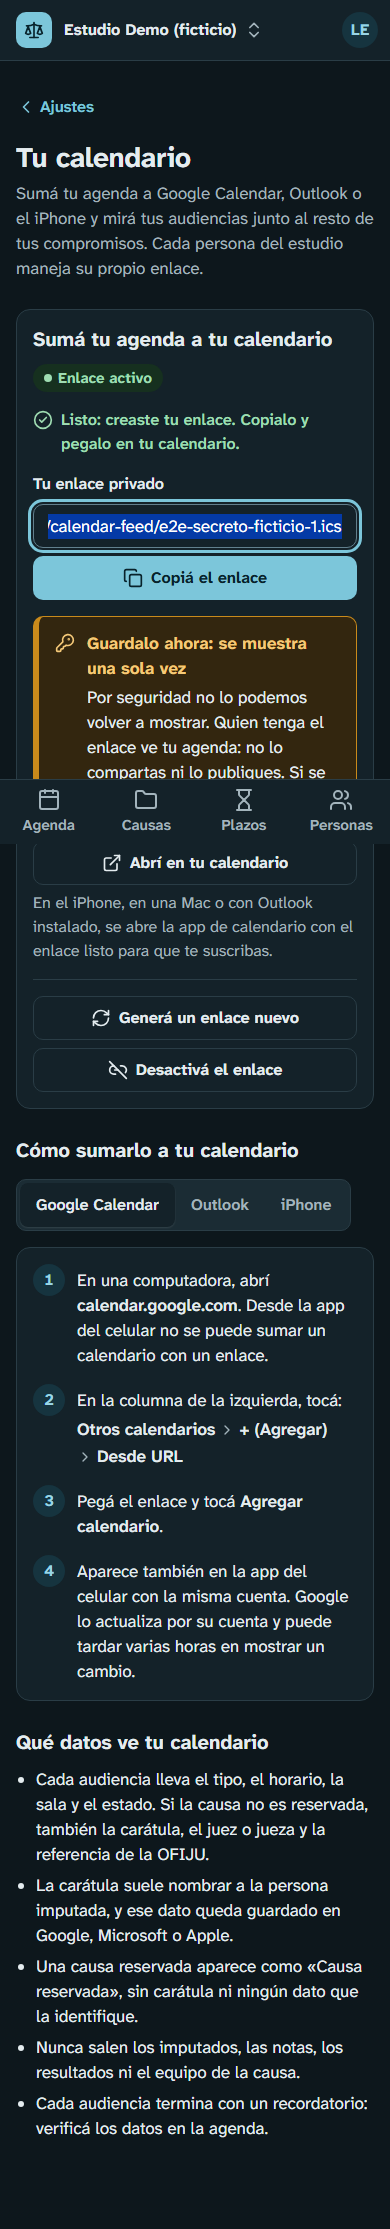 Estudio Demo (ficticio)
LE
Ajustes
Tu calendario
Sumá tu agenda a Google Calendar, Outlook o
el iPhone y mirá tus audiencias junto al resto de
tus compromisos. Cada persona del estudio
maneja su propio enlace.
Sumá tu agenda a tu calendario
Enlace activo
Listo: creaste tu enlace. Copialo y
pegalo en tu calendario.
Tu enlace privado
/calendar-feed/e2e-secreto-ficticio-1.ics
Copiá el enlace
Guardalo ahora: se muestra
una sola vez
Por seguridad no lo podemos
volver a mostrar. Quien tenga el
enlace ve tu agenda: no lo
compartas ni lo publiques. Si se
Agenda
Causas
Plazos
Personas
Abrí en tu calendario
En el iPhone, en una Mac o con Outlook
instalado, se abre la app de calendario con el
enlace listo para que te suscribas.
Generá un enlace nuevo
Desactivá el enlace
Cómo sumarlo a tu calendario
Google Calendar
Outlook
iPhone
1 En una computadora, abrí
calendar.google.com. Desde la app
del celular no se puede sumar un
calendario con un enlace.
2 En la columna de la izquierda, tocá:
Otros calendarios > + (Agregar)
> Desde URL
3 Pegá el enlace y tocá Agregar
calendario.
4 Aparece también en la app del
celular con la misma cuenta. Google
lo actualiza por su cuenta y puede
tardar varias horas en mostrar un
cambio.
Qué datos ve tu calendario
• Cada audiencia lleva el tipo, el horario, la
sala y el estado. Si la causa no es reservada,
también la carátula, el juez o jueza y la
referencia de la OFIJU.
• La carátula suele nombrar a la persona
imputada, y ese dato queda guardado en
Google, Microsoft o Apple.
• Una causa reservada aparece como «Causa
reservada», sin carátula ni ningún dato que
la identifique.
• Nunca salen los imputados, las notas, los
resultados ni el equipo de la causa.
• Cada audiencia termina con un recordatorio:
verificá los datos en la agenda.